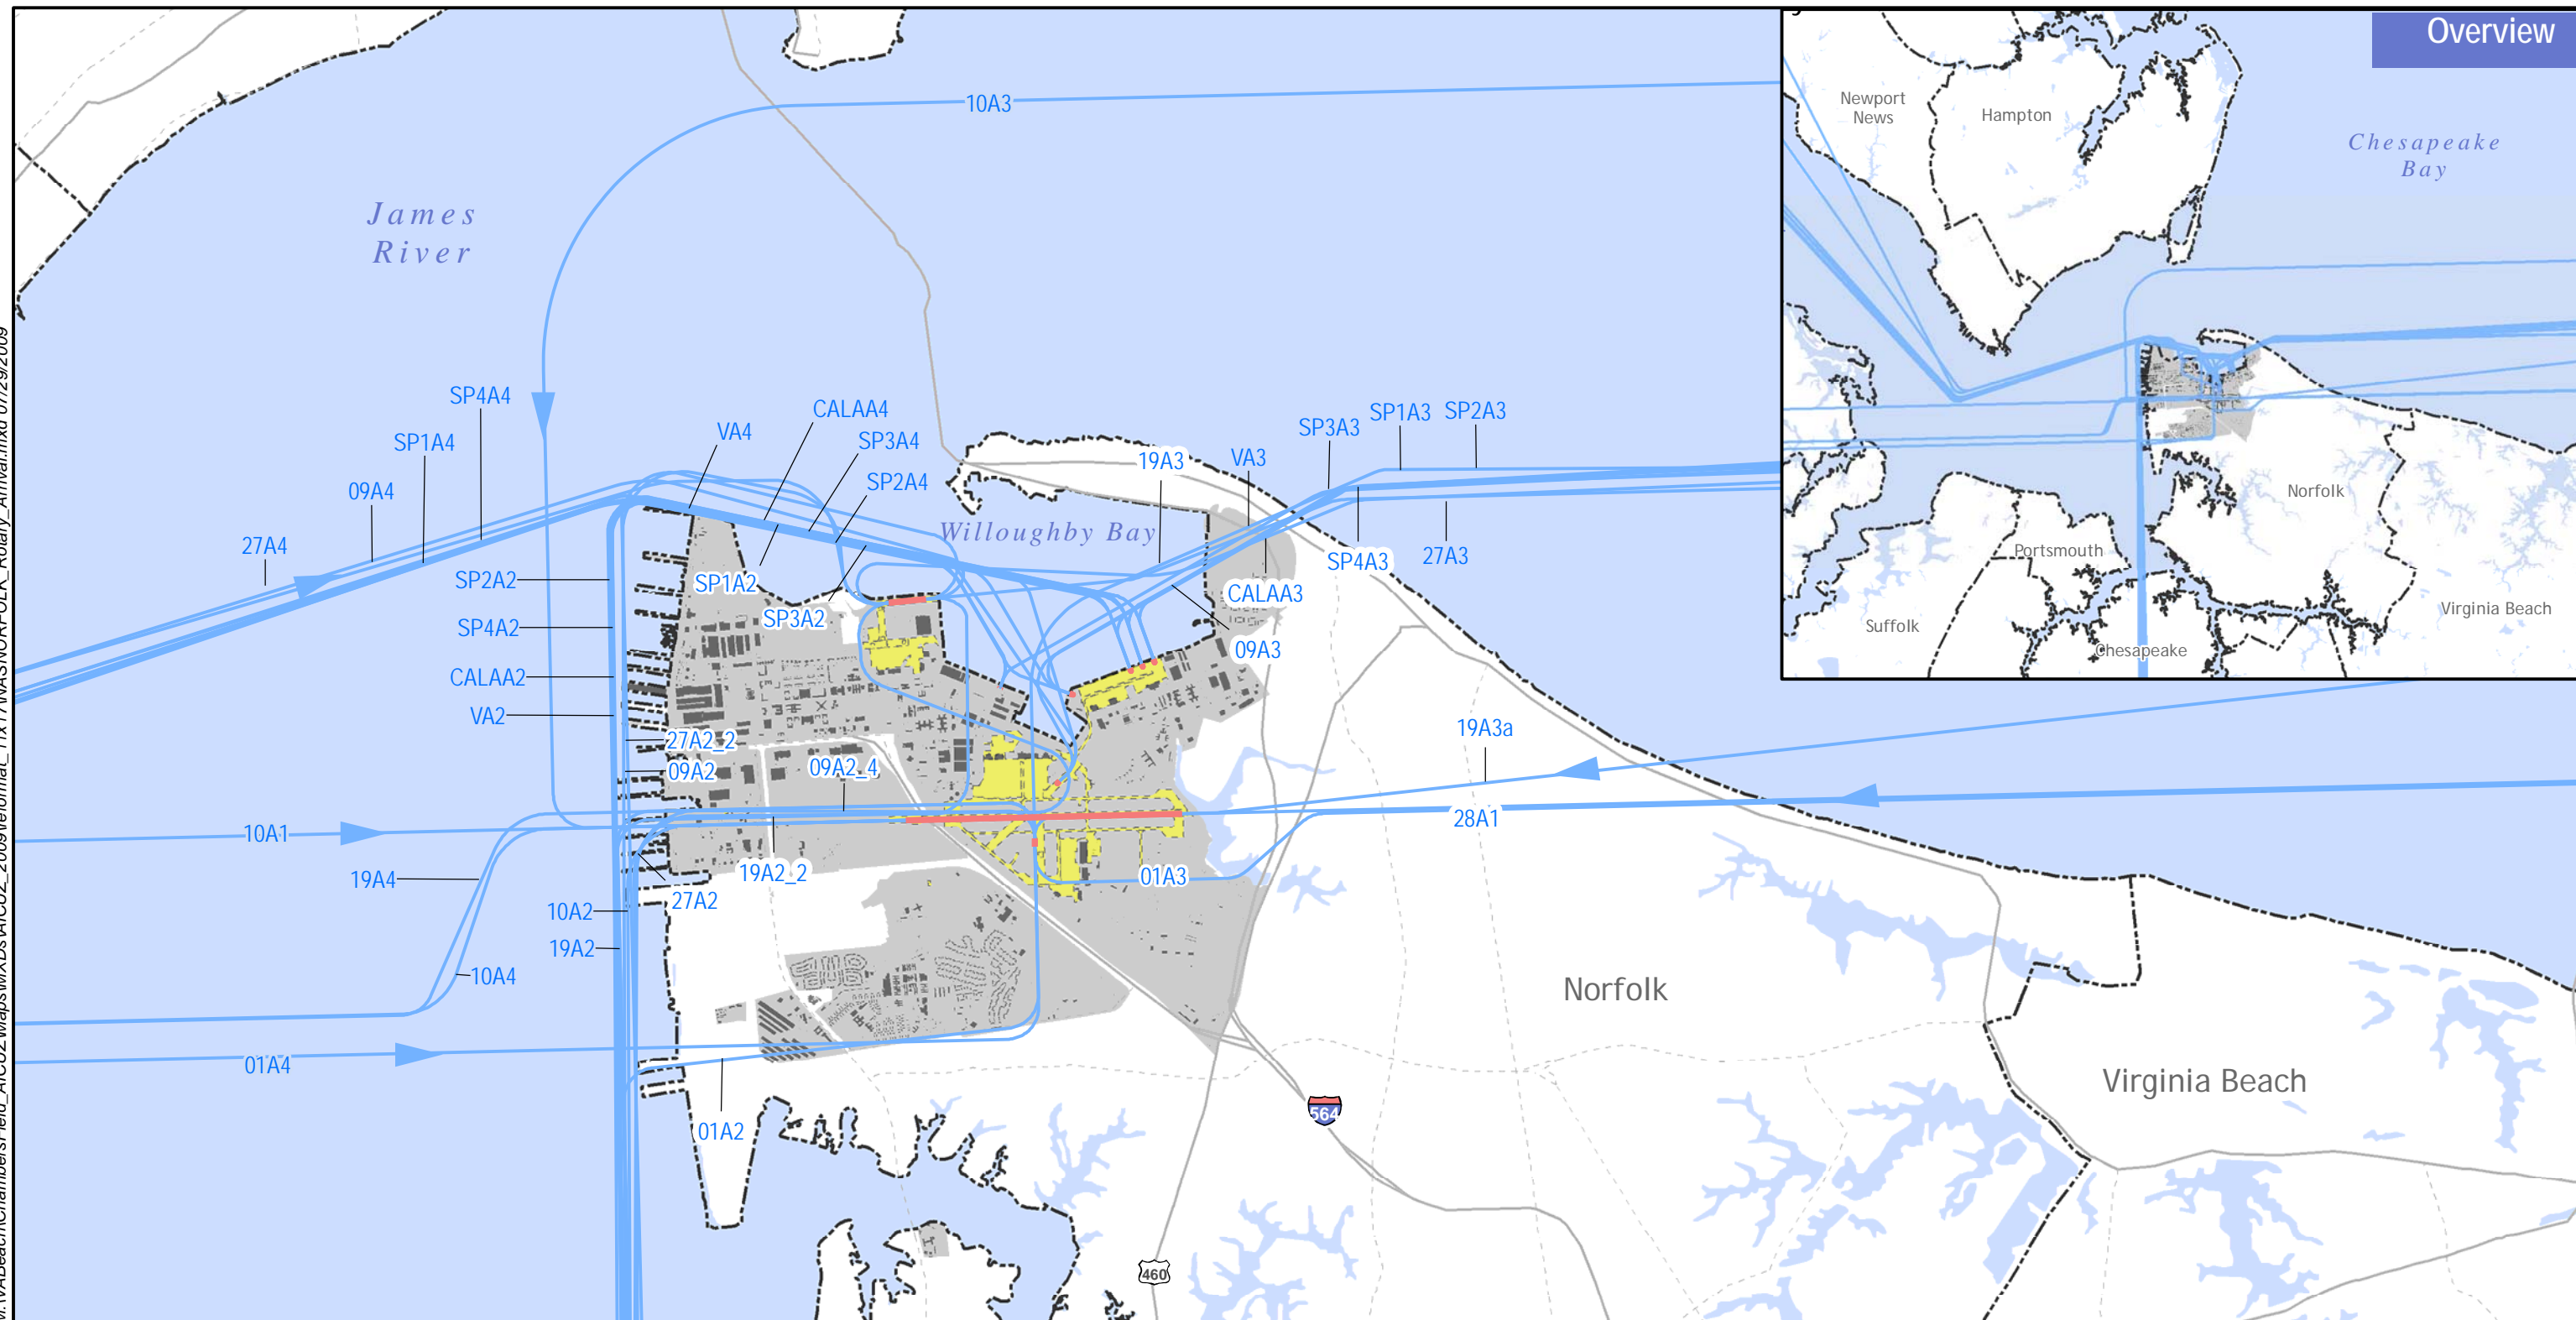 Overview
Newport
News
Hampton
Chesapeake
Bay
10A3
James
River
SP4A4
CALAA4
SP3A3
SP1A3
SP2A3
SP1A4
VA4
SP3A4
19A3
VA3
09A4
SP2A4
Norfolk
27A4
Willoughby Bay
SP4A3
27A3
Portsmouth
SP2A2
SP1A2
CALAA3
SP4A2
SP3A2
Suffolk
Virginia Beach
09A3
Chesapeake
CALAA2
VA2
27A2_2
19A3a
09A2
09A2_4
10A1
28A1
19A4
19A2_2
01A3
27A2
10A2
19A2
10A4
Norfolk
01A4
Virginia Beach
564
01A2
460